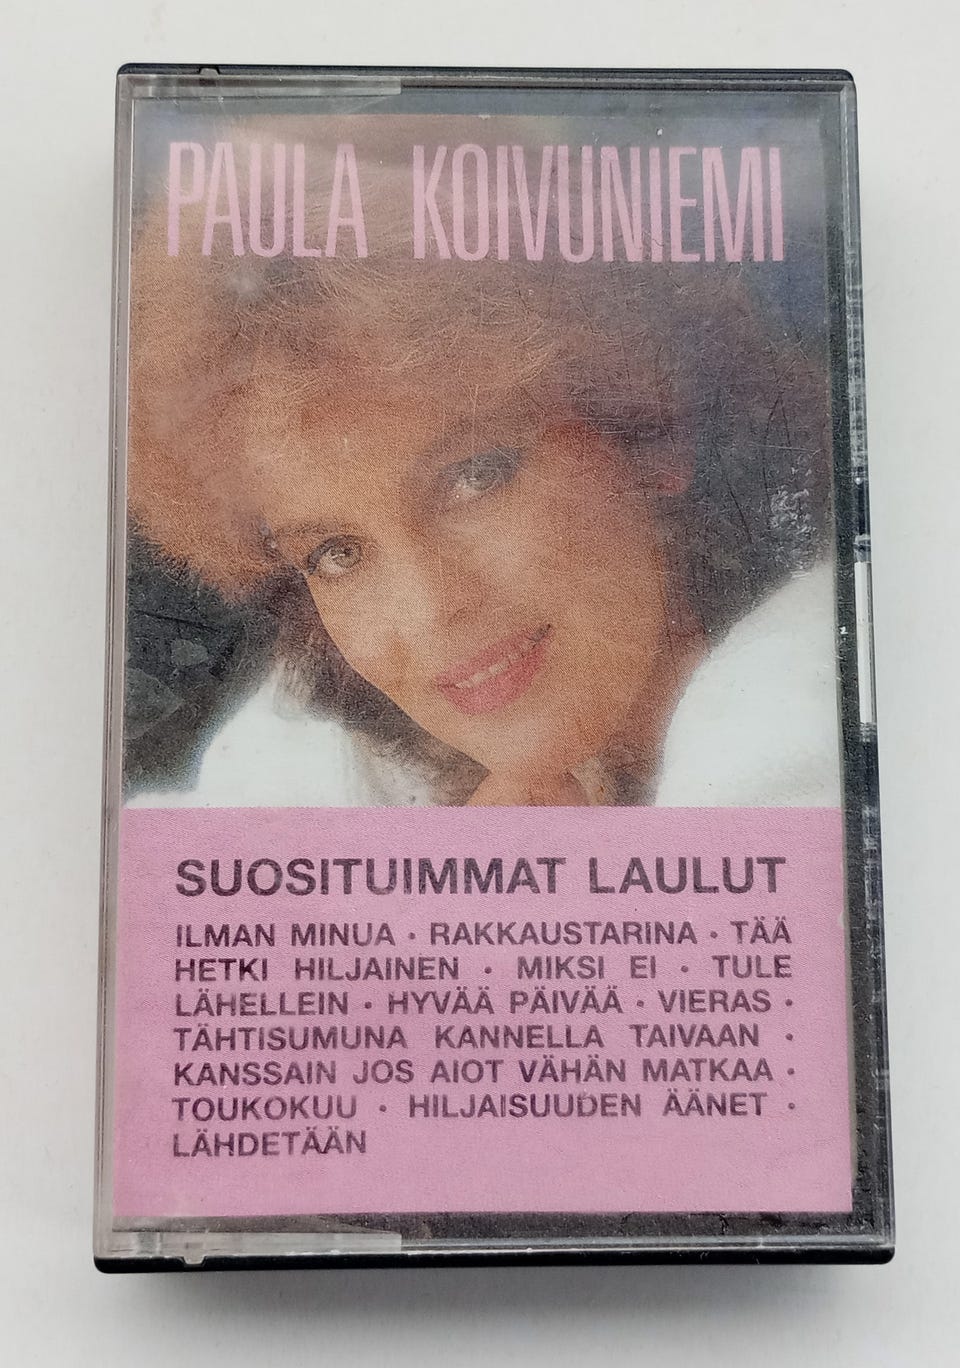 PAULA KOIVUNIEMI
SUOSITUIMMAT LAULUT
ILMAN MINUA · RAKKAUSTARINA · TÄÄ
HETKI HILJAINEN · MIKSI EI · TULE
LÄHELLEIN · HYVÄÄ PÄIVÄÄ · VIERAS ·
TÄHTISUMUNA KANNELLA TAIVAAN ·
KANSSAIN JOS AIOT VÄHÄN MATKAA ·
TOUKOKUU · HILJAISUUDEN ÄÄNET ·
LÄHDETÄÄN